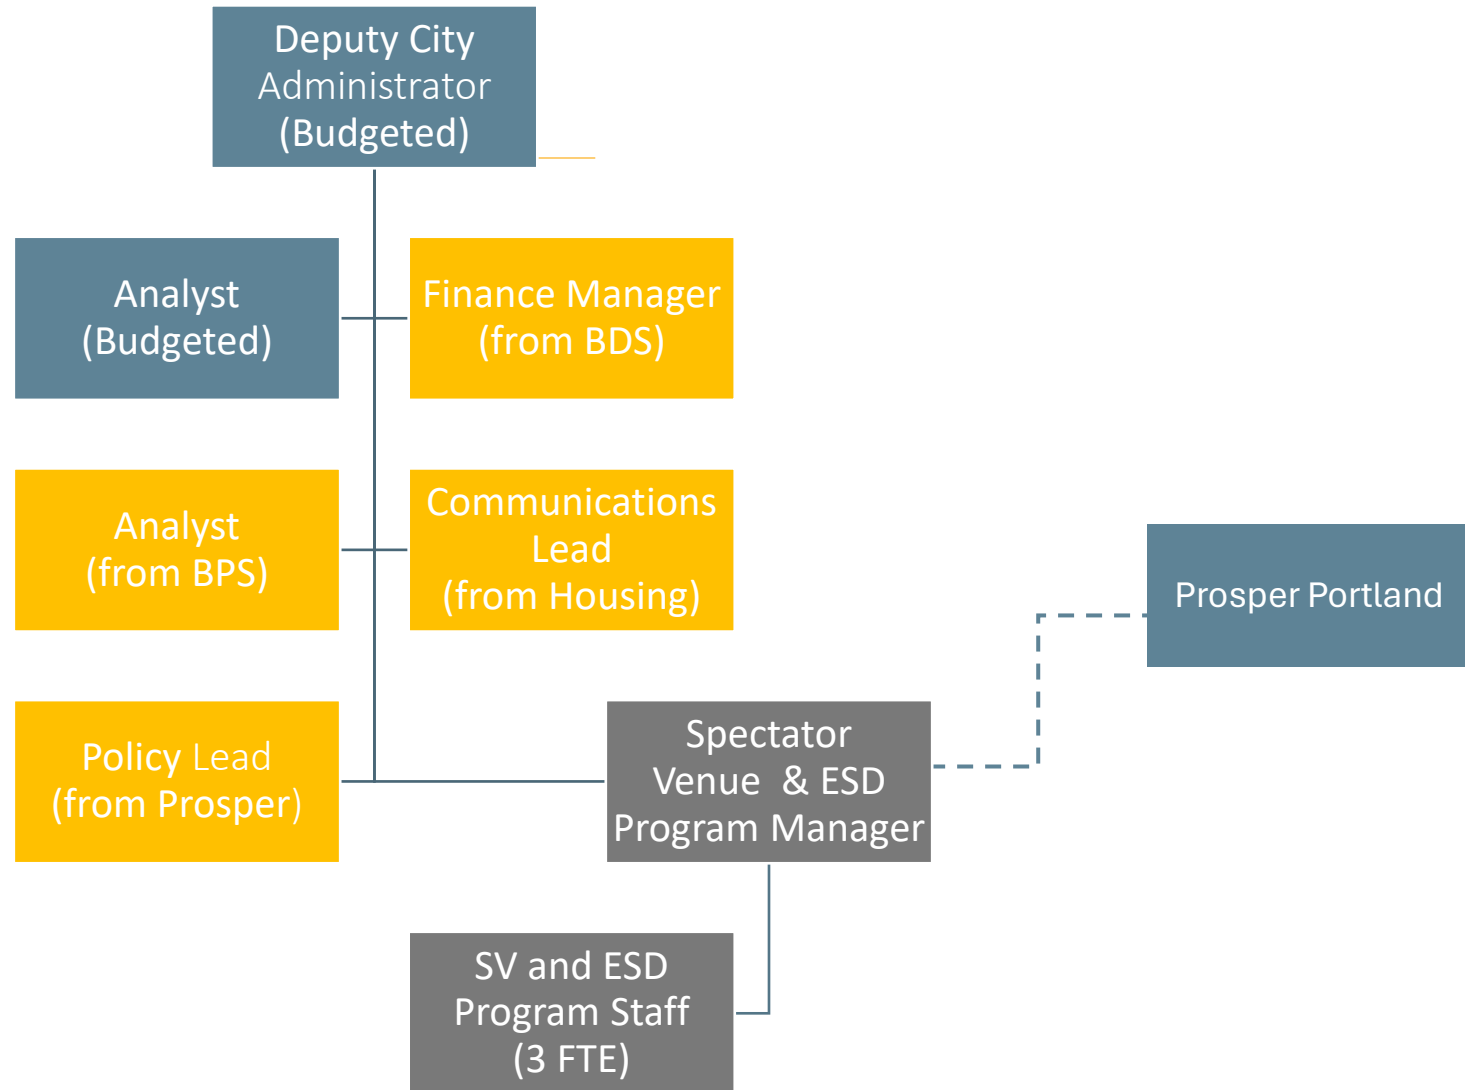 Deputy City
Administrator
(Budgeted)
Analyst
(Budgeted)
Finance Manager
(from BDS)
Analyst
(from BPS)
Communications
Lead
(from Housing)
Prosper Portland
Policy Lead
(from Prosper)
Spectator
Venue & ESD
Program Manager
SV and ESD
Program Staff
(3 FTE)